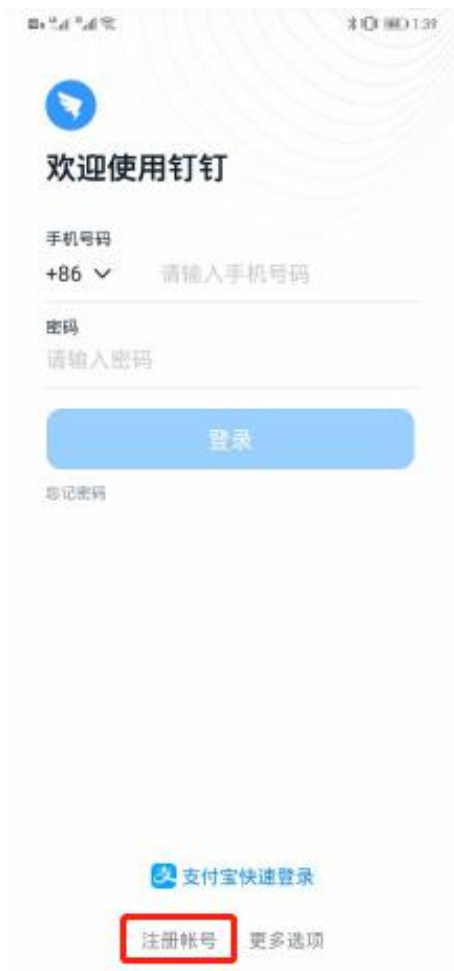 1:39
欢迎使用钉钉
手机号码
+86 请输入手机号码
密码
请输入密码
登录
忘记密码
支付宝快速登录
注册帐号 更多选项